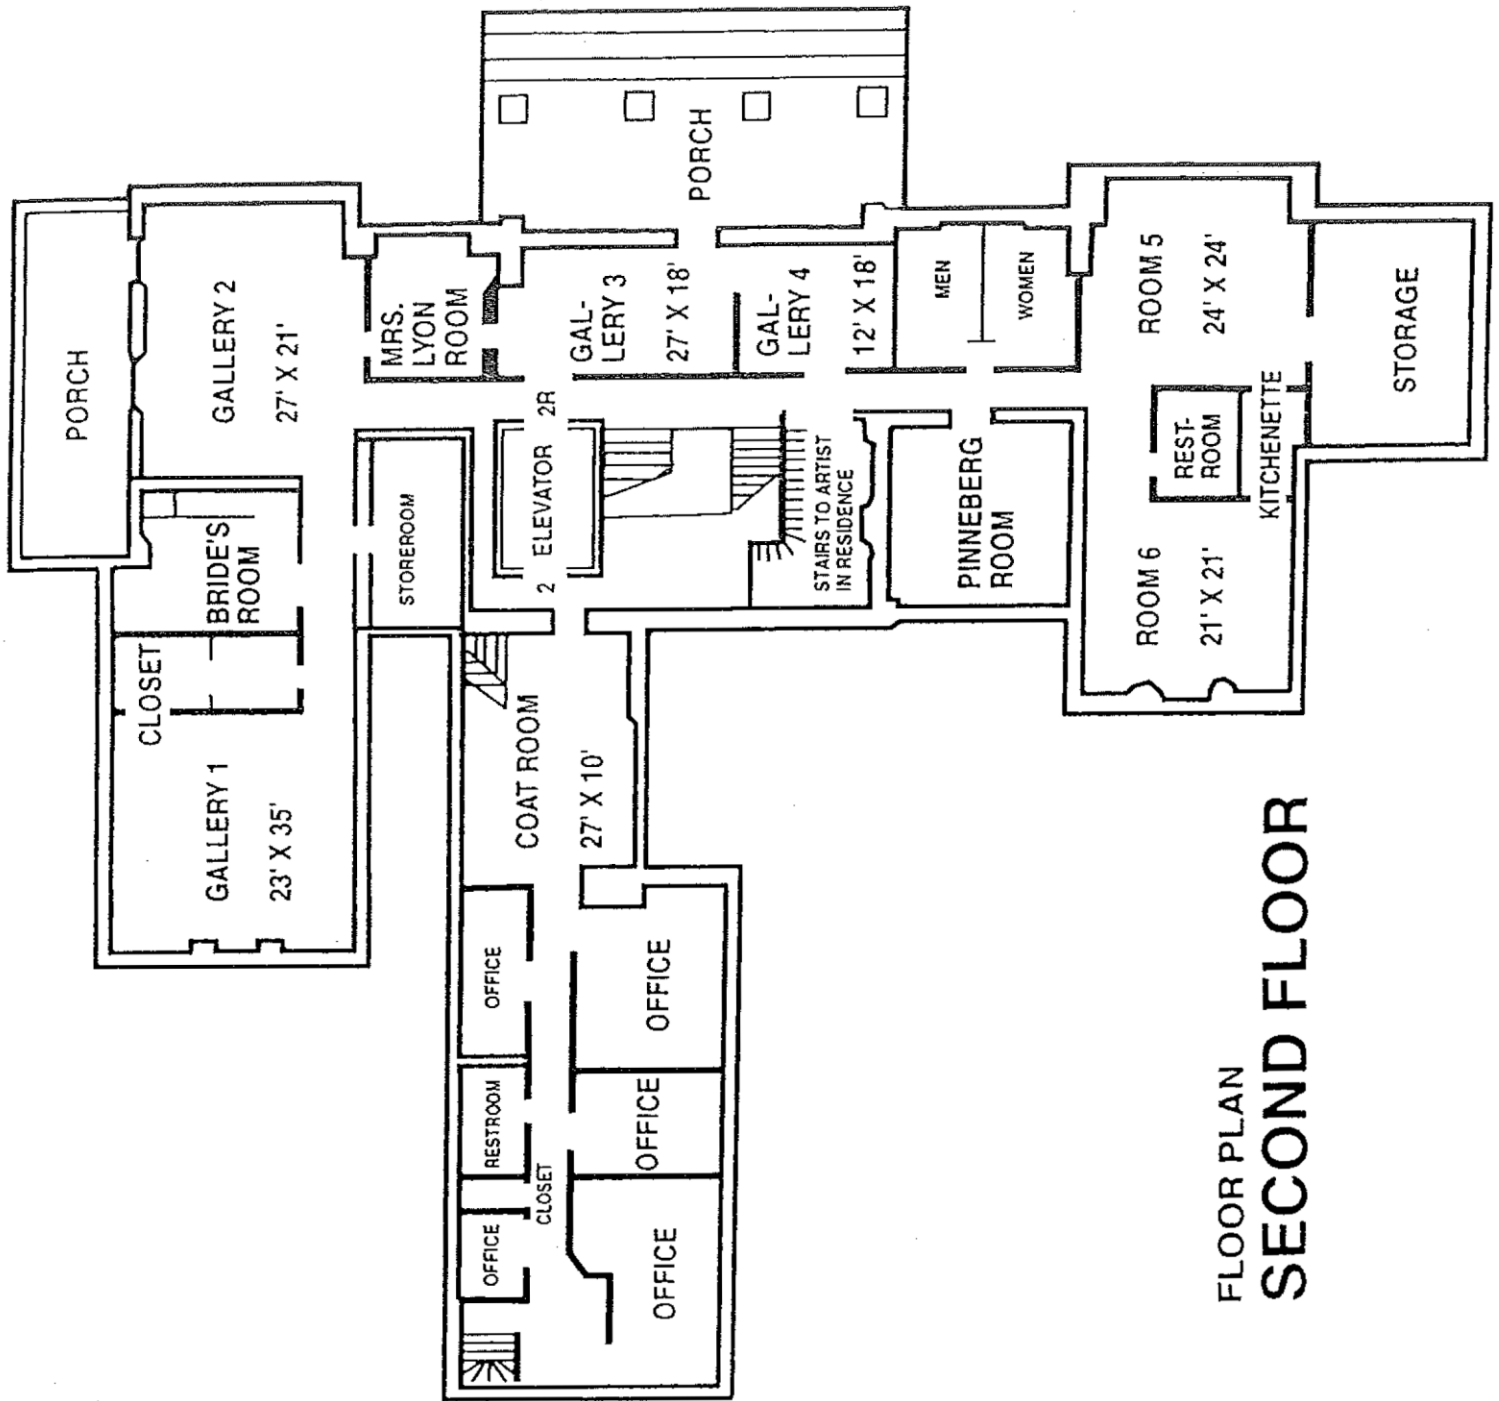 PORCH
GALLERY 2
27' X 21'
MRS.
LYON
ROOM
PORCH
GAL-
LERY 3
27' X 18'
GAL-
LERY 4
12' X 18'
MEN
WOMEN
ROOM 5
24' X 24'
STORAGE
BRIDE'S
ROOM
CLOSET
STOREROOM
2R
ELEVATOR
2
STAIRS TO ARTIST
IN RESIDENCE
PINNEBERG
ROOM
REST-
ROOM
KITCHENETTE
ROOM 6
21' X 21'
GALLERY 1
23' X 35'
COAT ROOM
27' X 10'
OFFICE
OFFICE
RESTROOM
OFFICE
CLOSET
OFFICE
OFFICE
FLOOR PLAN
SECOND FLOOR